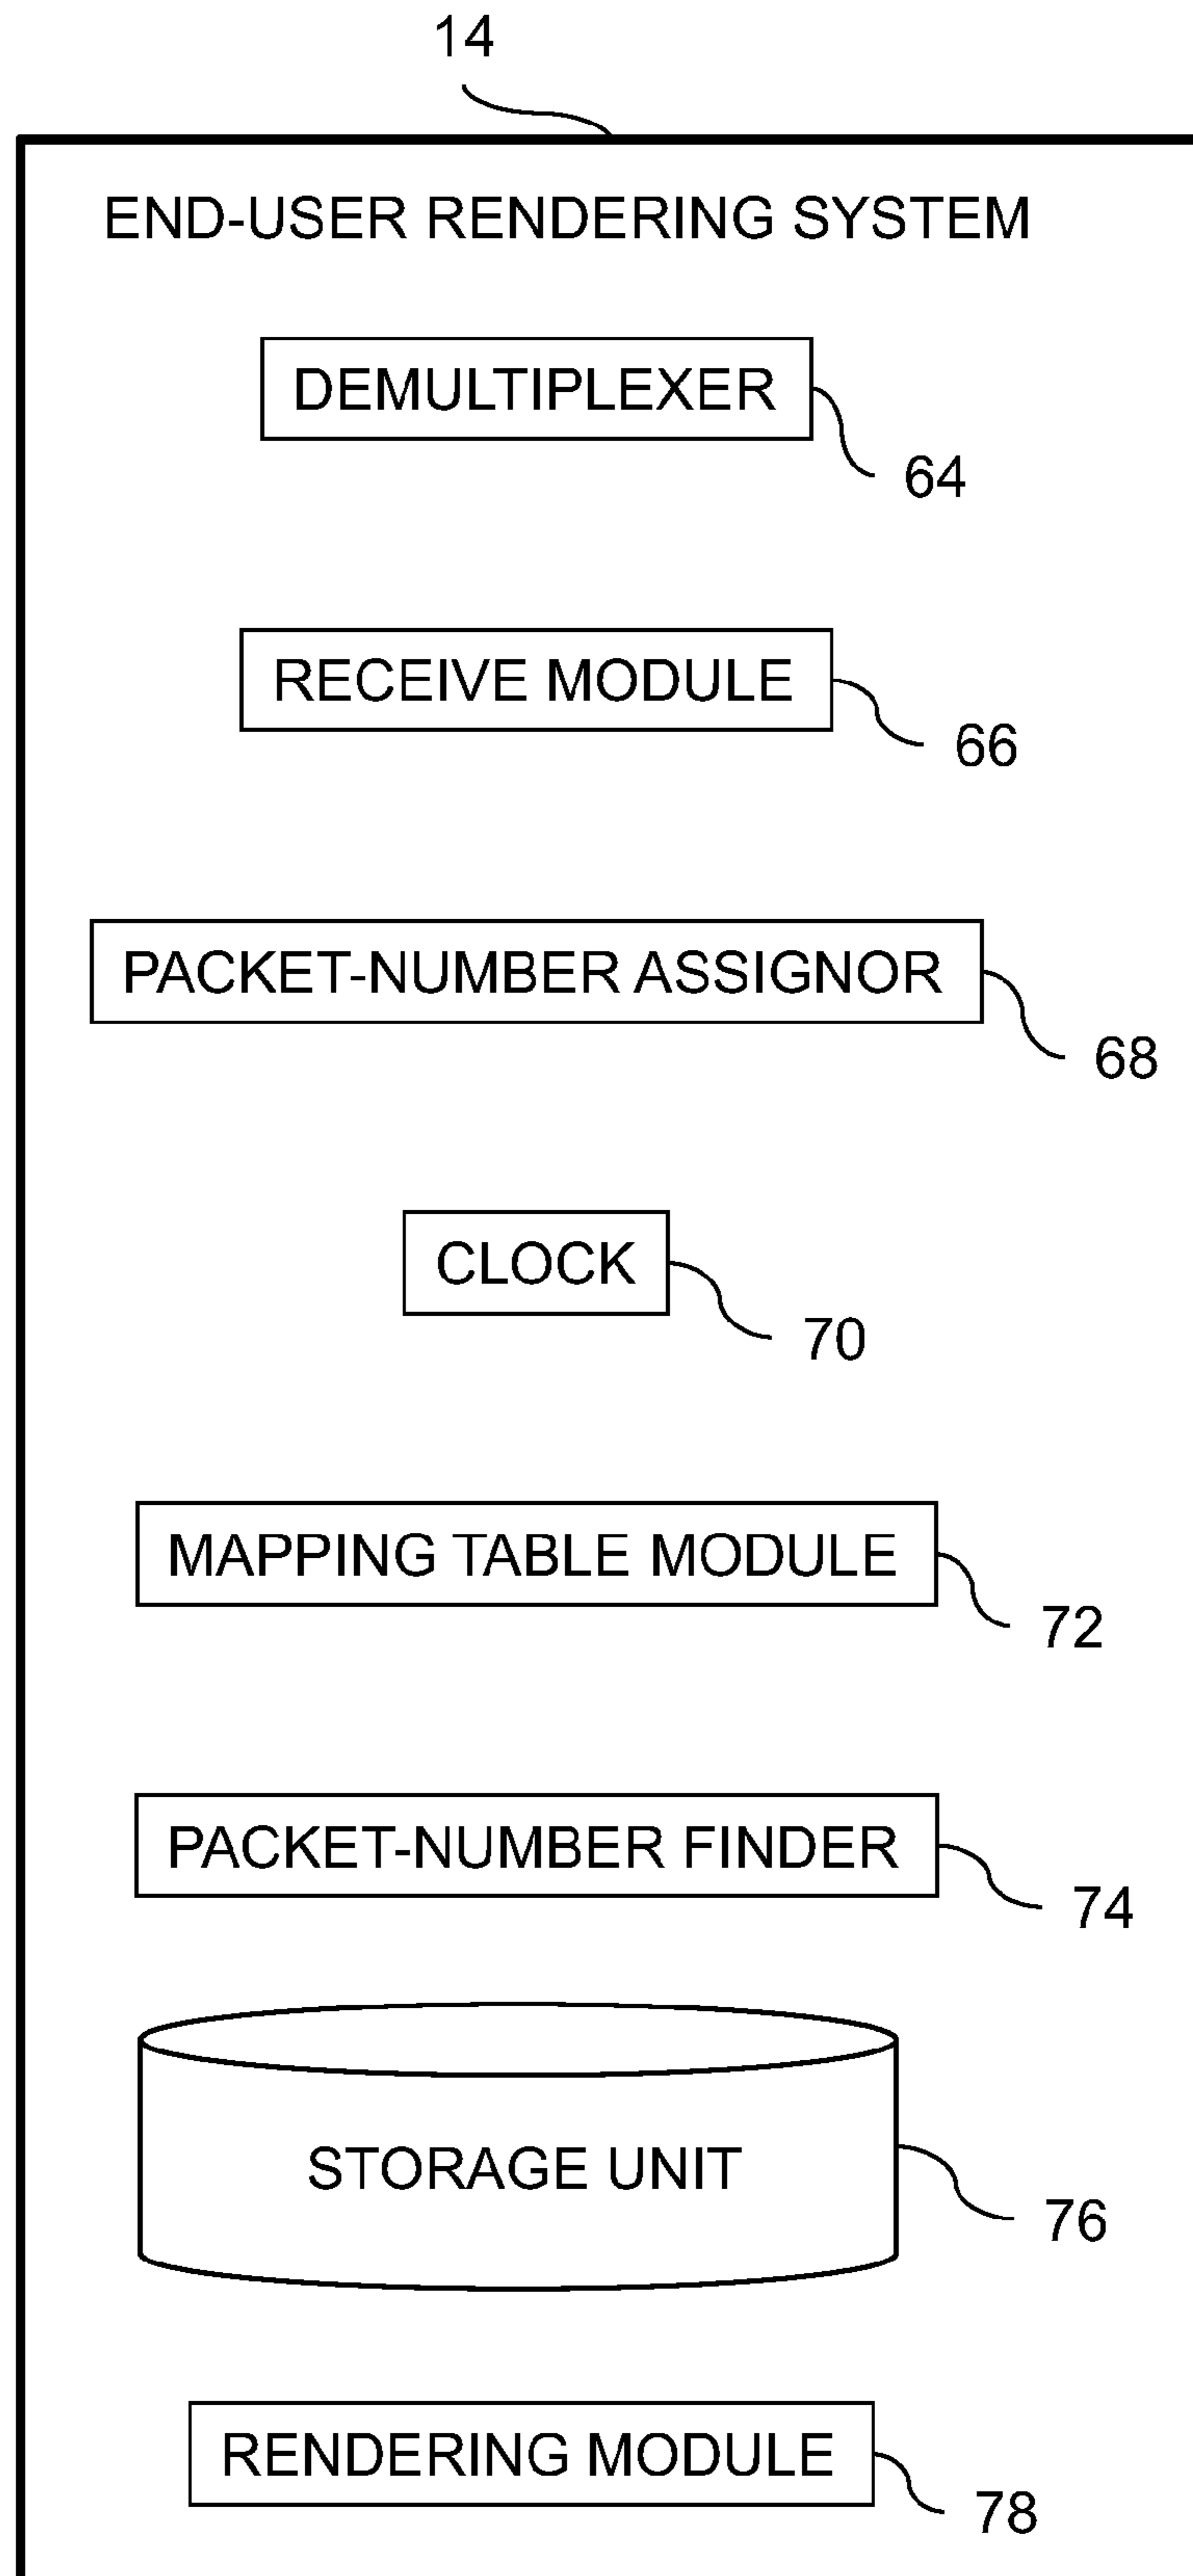 14
END-USER RENDERING SYSTEM
DEMULTIPLEXER
64
RECEIVE MODULE
66
PACKET-NUMBER ASSIGNOR
68
CLOCK
70
MAPPING TABLE MODULE
72
PACKET-NUMBER FINDER
74
STORAGE UNIT
76
RENDERING MODULE
78